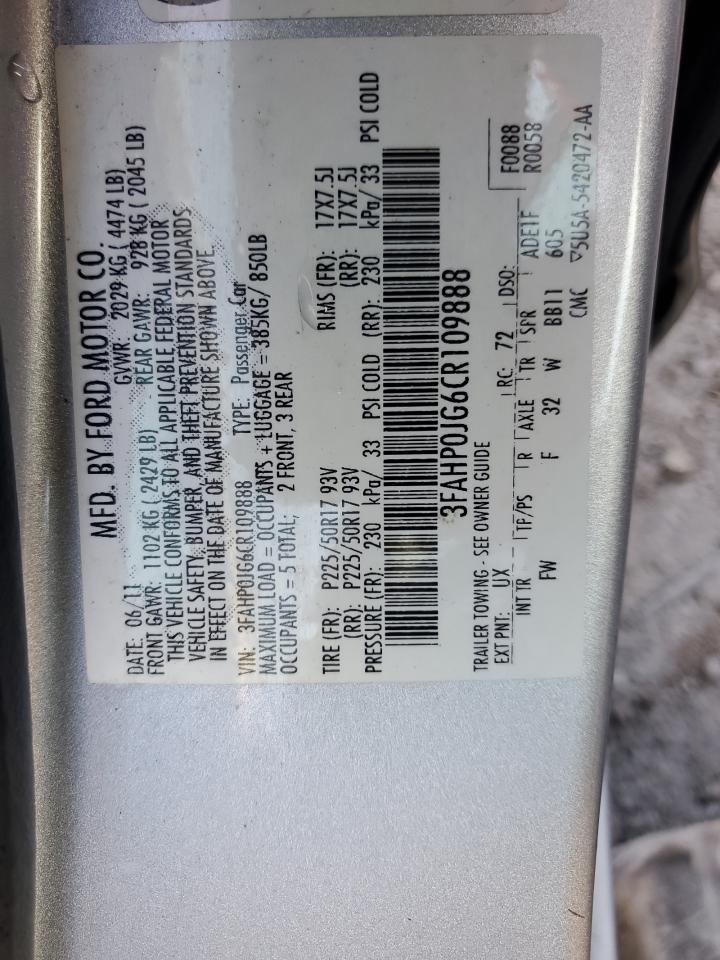 MFD. BY FORD MOTOR CO.
DATE: 06/11 GVWR: 2029 KG ( 4474 LB)
FRONT GAWR: 1102 KG ( 2429 LB) REAR GAWR: 928 KG ( 2045 LB)
THIS VEHICLE CONFORMS TO ALL APPLICABLE FEDERAL MOTOR
VEHICLE SAFETY, BUMPER, AND THEFT PREVENTION STANDARDS
IN EFFECT ON THE DATE OF MANUFACTURE SHOWN ABOVE.
VIN: 3FAHP0JG6CR109888 TYPE: Passenger Car
MAXIMUM LOAD = OCCUPANTS + LUGGAGE = 385KG/ 850LB
OCCUPANTS = 5 TOTAL, 2 FRONT, 3 REAR
TIRE (FR): P225/50R17 93V RIMS (FR): 17X7.5J
(RR): P225/50R17 93V (RR): 17X7.5J
PRESSURE (FR): 230 kPa/ 33 PSI COLD (RR): 230 kPa/ 33 PSI COLD
3FAHP0JG6CR109888
TRAILER TOWING - SEE OWNER GUIDE F0088
EXT PNT: UX RC: 72 DSO: R0058
INT TR TF/PS R AXLE TR SPR ADE1F
FW F 32 W BB11 605
CMC ▽5U5A-5420472-AA